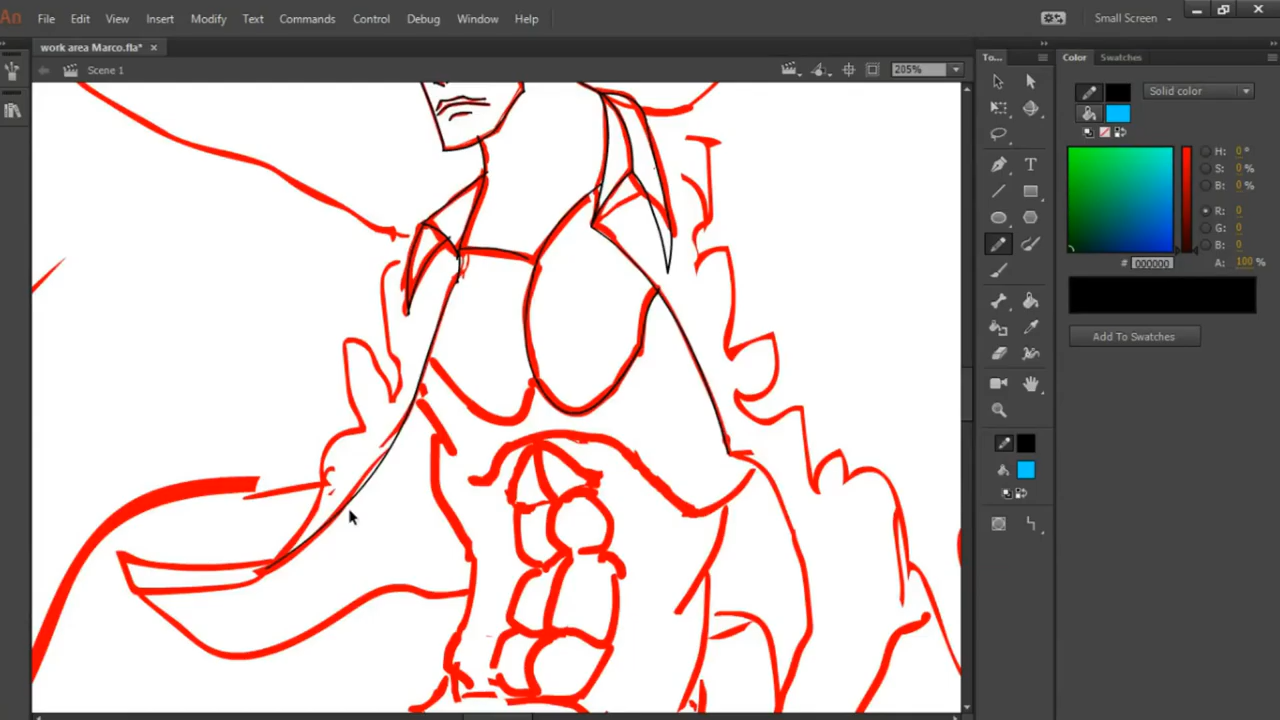 An File Edit View Insert Modify Text Commands Control Debug Window Help Small Screen
work area Marco.fla* ×
Scene 1 205%
To...
Color Swatches
Solid color
H: 0 °
S: 0 %
B: 0 %
R: 0
G: 0
B: 0
# 000000 A: 100 %
Add To Swatches